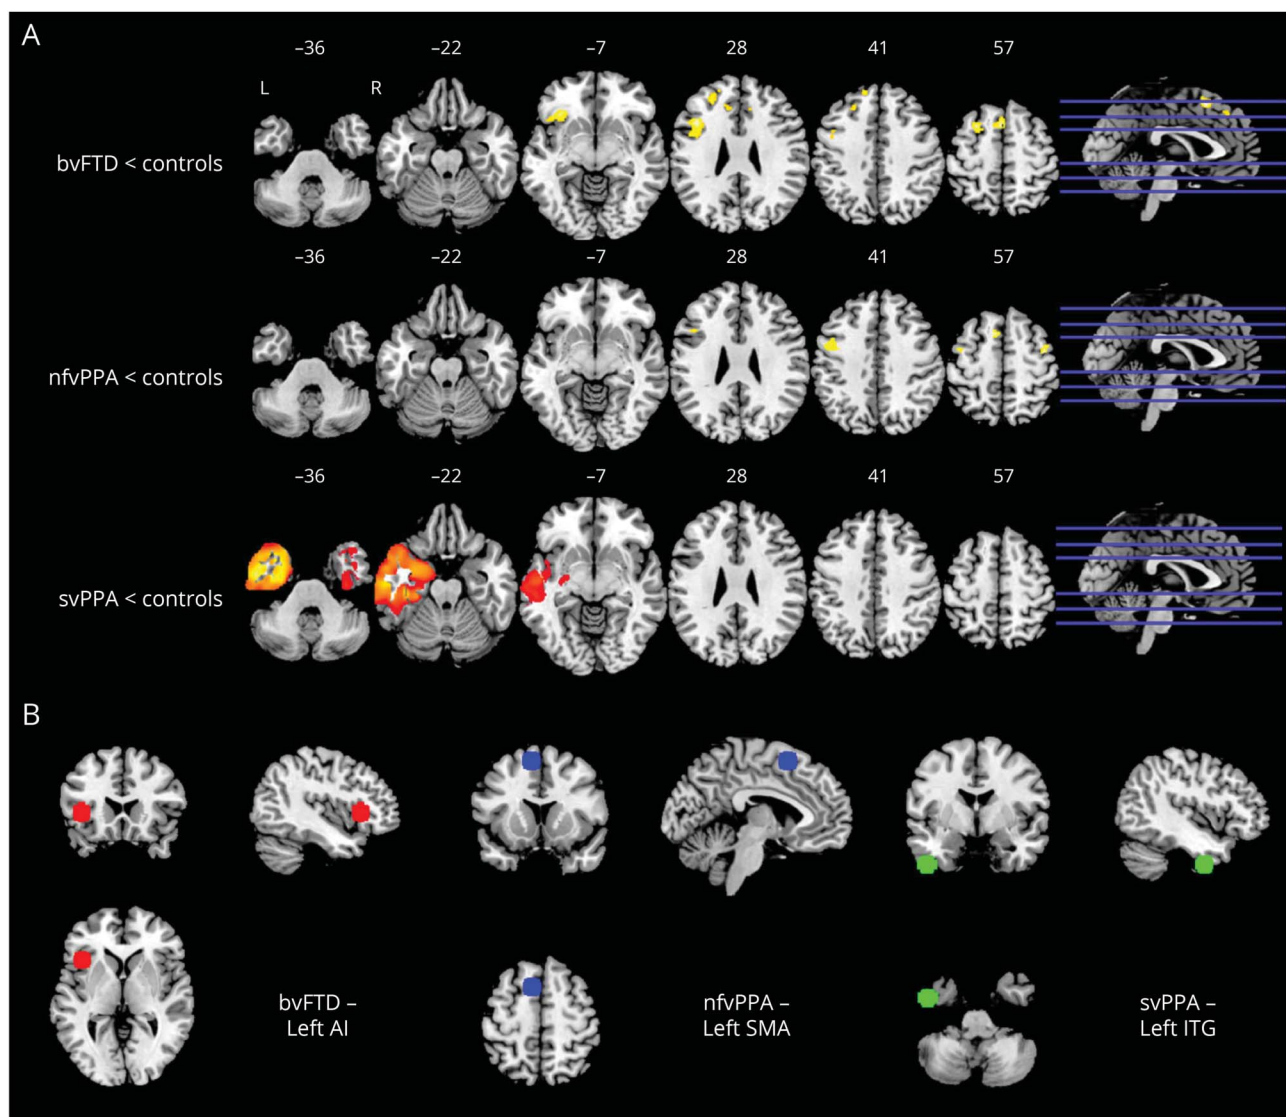 A
–36 –22 –7 28 41 57
L R
bvFTD < controls
–36 –22 –7 28 41 57
nfvPPA < controls
–36 –22 –7 28 41 57
svPPA < controls
B
bvFTD –
Left AI
nfvPPA –
Left SMA
svPPA –
Left ITG